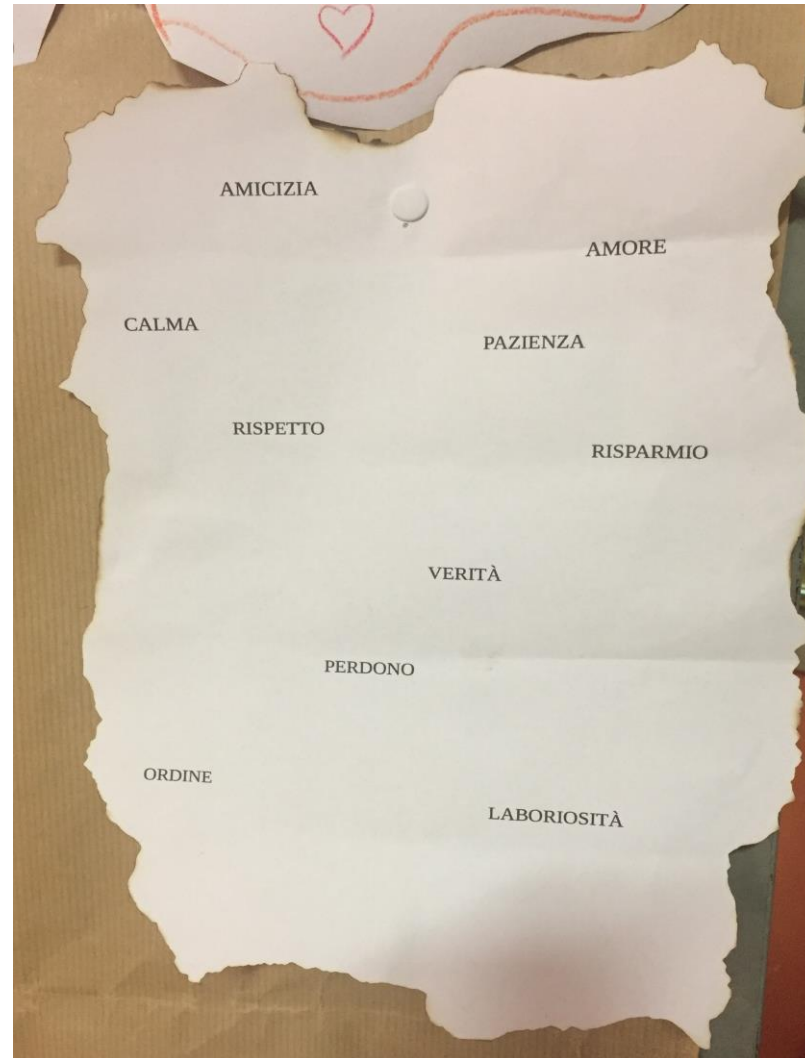 AMICIZIA
AMORE
CALMA
PAZIENZA
RISPETTO
RISPARMIO
VERITÀ
PERDONO
ORDINE
LABORIOSITÀ